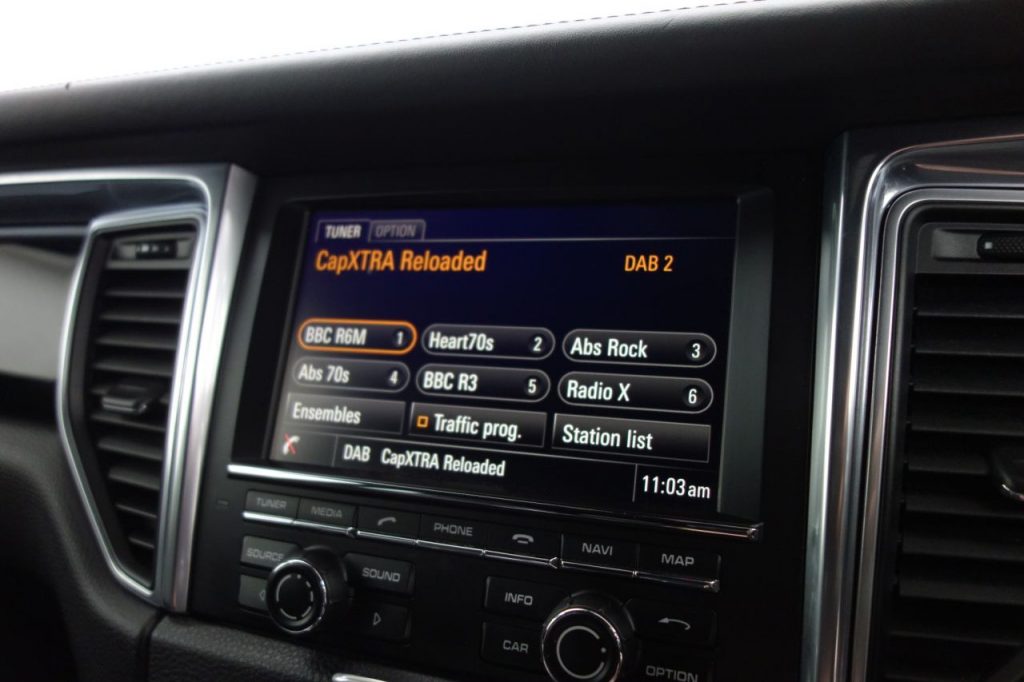 TUNER OPTION
CapXTRA Reloaded DAB 2
BBC R6M 1 Heart70s 2 Abs Rock 3
Abs 70s 4 BBC R3 5 Radio X 6
Ensembles Traffic prog. Station list
DAB CapXTRA Reloaded 11:03 am
TUNER MEDIA PHONE NAVI MAP
SOURCE SOUND INFO
CAR OPTION